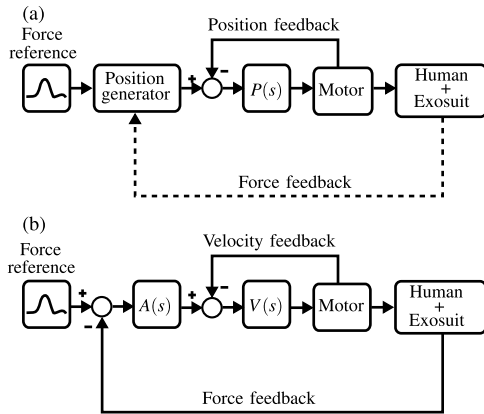 (a)
Force
reference
Position
generator
+
−
P(s)
Position feedback
Motor
Human
+
Exosuit
Force feedback
(b)
Force
reference
+
−
A(s)
+
−
V(s)
Velocity feedback
Motor
Human
+
Exosuit
Force feedback